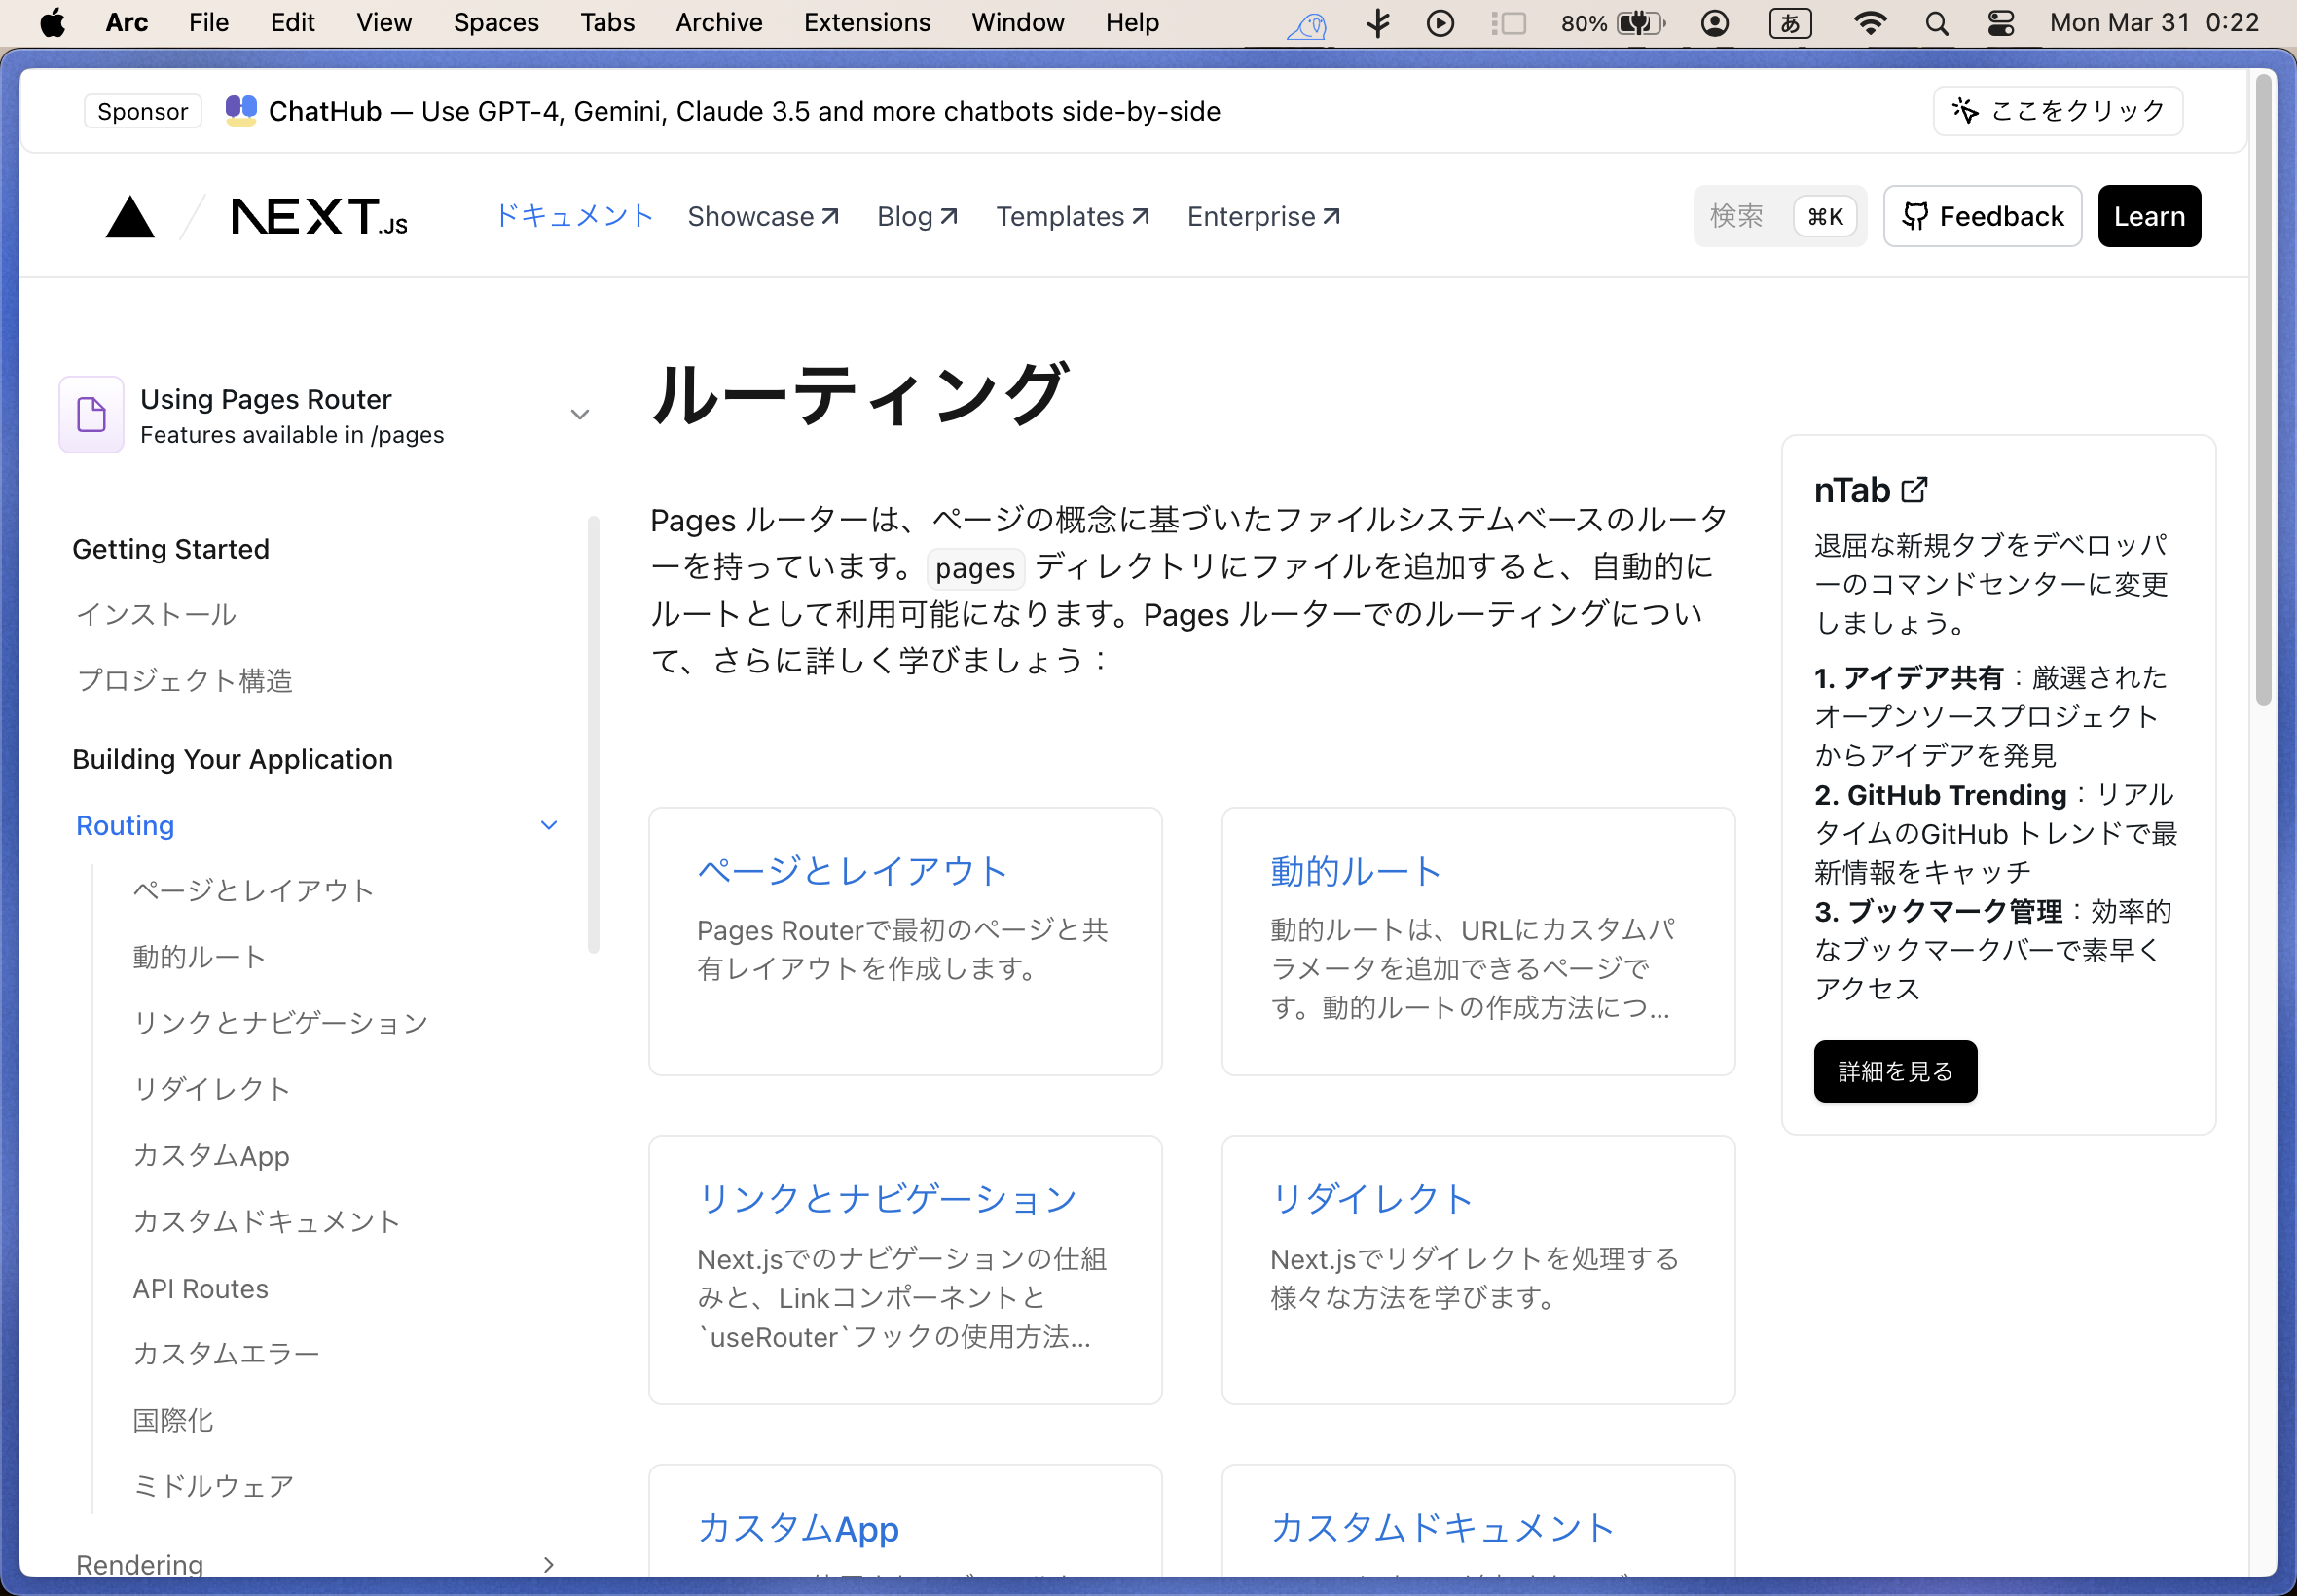 Arc File Edit View Spaces Tabs Archive Extensions Window Help 80% あ Mon Mar 31 0:22
Sponsor ChatHub — Use GPT-4, Gemini, Claude 3.5 and more chatbots side-by-side ここをクリック
NEXT.JS ドキュメント Showcase Blog Templates Enterprise 検索 ⌘K Feedback Learn
Using Pages Router
Features available in /pages
Getting Started
インストール
プロジェクト構造
Building Your Application
Routing
ページとレイアウト
動的ルート
リンクとナビゲーション
リダイレクト
カスタムApp
カスタムドキュメント
API Routes
カスタムエラー
国際化
ミドルウェア
Rendering
ルーティング
Pages ルーターは、ページの概念に基づいたファイルシステムベースのルータ
ーを持っています。pages ディレクトリにファイルを追加すると、自動的に
ルートとして利用可能になります。Pages ルーターでのルーティングについ
て、さらに詳しく学びましょう：
ページとレイアウト
Pages Routerで最初のページと共
有レイアウトを作成します。
動的ルート
動的ルートは、URLにカスタムパ
ラメータを追加できるページで
す。動的ルートの作成方法につ...
リンクとナビゲーション
Next.jsでのナビゲーションの仕組
みと、Linkコンポーネントと
`useRouter`フックの使用方法...
リダイレクト
Next.jsでリダイレクトを処理する
様々な方法を学びます。
カスタムApp
カスタムドキュメント
nTab
退屈な新規タブをデベロッパ
ーのコマンドセンターに変更
しましょう。
1. アイデア共有：厳選された
オープンソースプロジェクト
からアイデアを発見
2. GitHub Trending：リアル
タイムのGitHub トレンドで最
新情報をキャッチ
3. ブックマーク管理：効率的
なブックマークバーで素早く
アクセス
詳細を見る